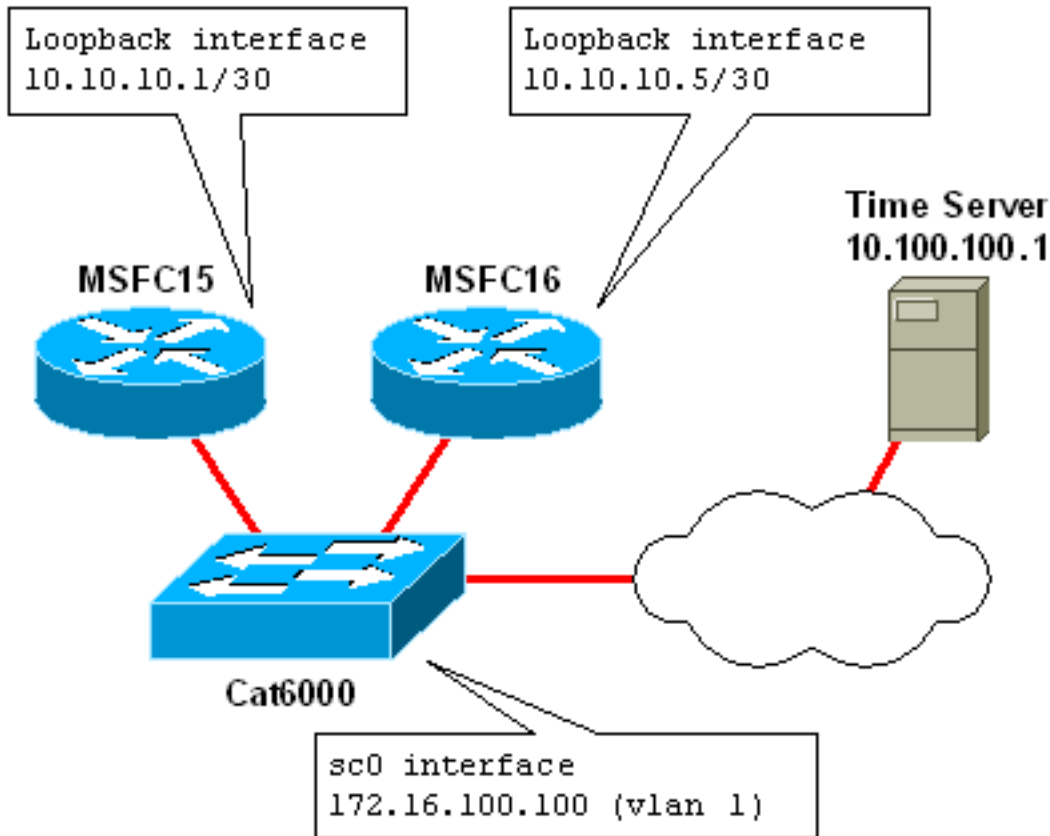 Loopback interface
10.10.10.1/30
Loopback interface
10.10.10.5/30
Time Server
10.100.100.1
MSFC15
MSFC16
Cat6000
sc0 interface
172.16.100.100 (vlan 1)